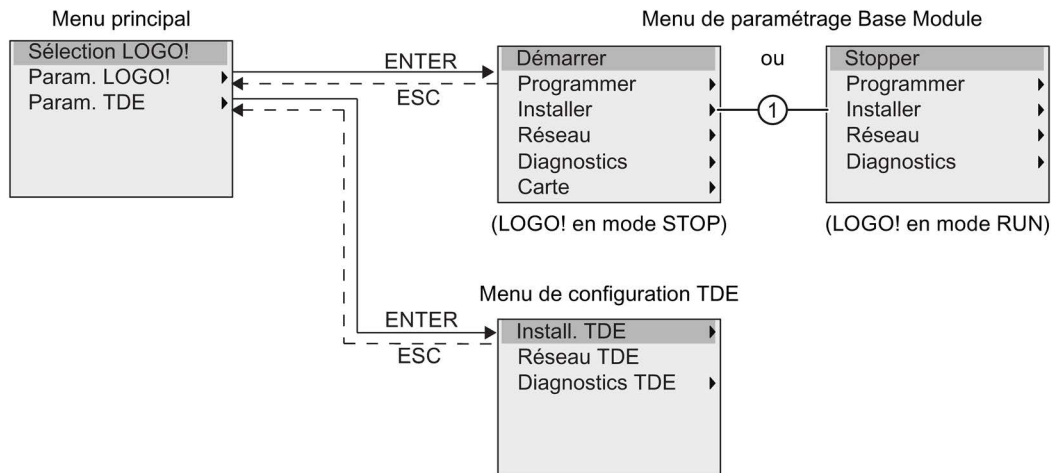 Menu principal
Sélection LOGO!
Param. LOGO!
Param. TDE
ENTER
ESC
Menu de paramétrage Base Module
Démarrer
Programmer
Installer
Réseau
Diagnostics
Carte
(LOGO! en mode STOP)
ou
1
Stopper
Programmer
Installer
Réseau
Diagnostics
(LOGO! en mode RUN)
Menu de configuration TDE
ENTER
ESC
Install. TDE
Réseau TDE
Diagnostics TDE